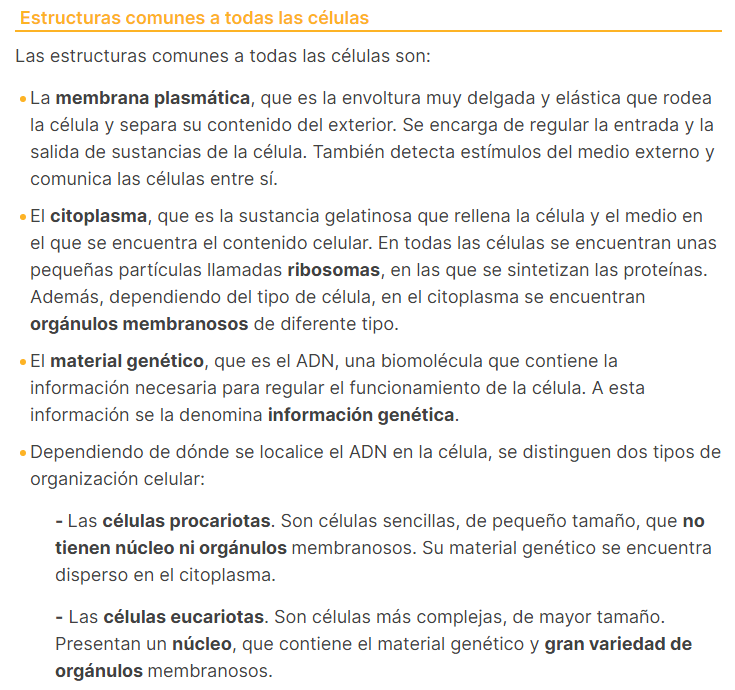 Estructuras comunes a todas las células
Las estructuras comunes a todas las células son:
• La membrana plasmática, que es la envoltura muy delgada y elástica que rodea
la célula y separa su contenido del exterior. Se encarga de regular la entrada y la
salida de sustancias de la célula. También detecta estímulos del medio externo y
comunica las células entre sí.
• El citoplasma, que es la sustancia gelatinosa que rellena la célula y el medio en
el que se encuentra el contenido celular. En todas las células se encuentran unas
pequeñas partículas llamadas ribosomas, en las que se sintetizan las proteínas.
Además, dependiendo del tipo de célula, en el citoplasma se encuentran
orgánulos membranosos de diferente tipo.
• El material genético, que es el ADN, una biomolécula que contiene la
información necesaria para regular el funcionamiento de la célula. A esta
información se la denomina información genética.
• Dependiendo de dónde se localice el ADN en la célula, se distinguen dos tipos de
organización celular:
- Las células procariotas. Son células sencillas, de pequeño tamaño, que no
tienen núcleo ni orgánulos membranosos. Su material genético se encuentra
disperso en el citoplasma.
- Las células eucariotas. Son células más complejas, de mayor tamaño.
Presentan un núcleo, que contiene el material genético y gran variedad de
orgánulos membranosos.